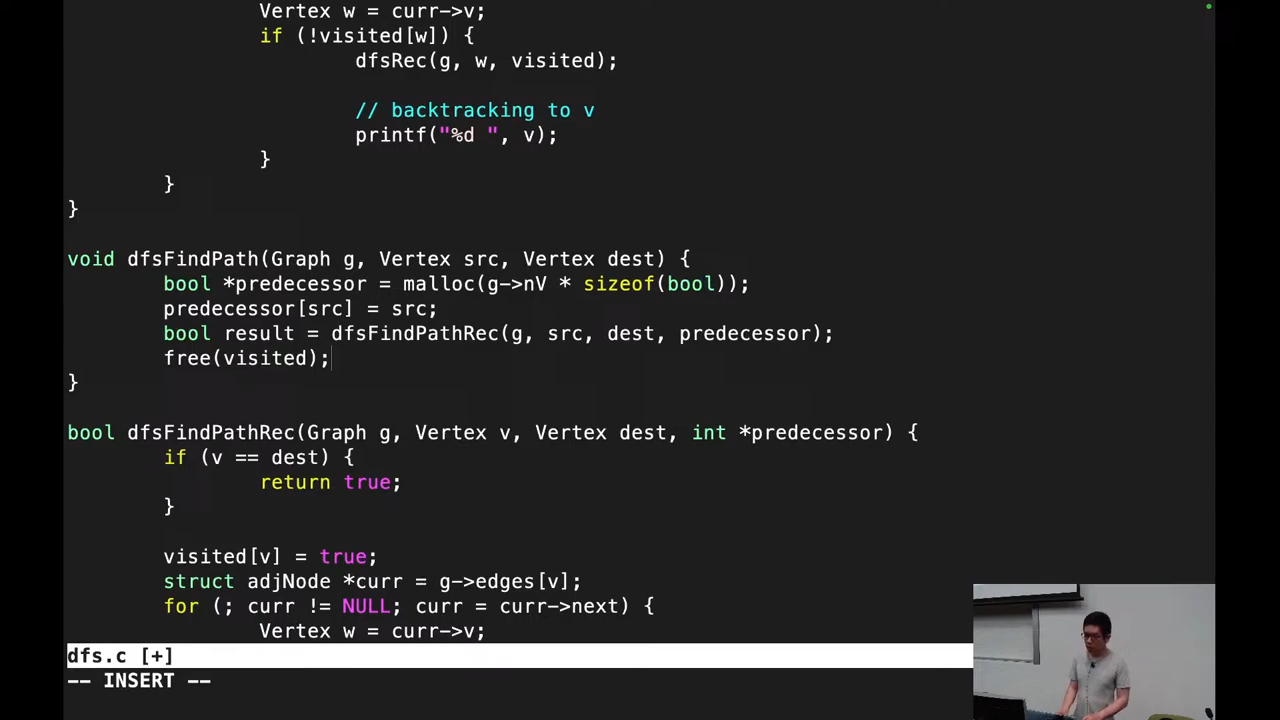 Vertex w = curr->v;
if (!visited[w]) {
dfsRec(g, w, visited);
// backtracking to v
printf("%d ", v);
}
}
}
void dfsFindPath(Graph g, Vertex src, Vertex dest) {
bool *predecessor = malloc(g->nV * sizeof(bool));
predecessor[src] = src;
bool result = dfsFindPathRec(g, src, dest, predecessor);
free(visited);
}
bool dfsFindPathRec(Graph g, Vertex v, Vertex dest, int *predecessor) {
if (v == dest) {
return true;
}
visited[v] = true;
struct adjNode *curr = g->edges[v];
for (; curr != NULL; curr = curr->next) {
Vertex w = curr->v;
dfs.c [+]
-- INSERT --